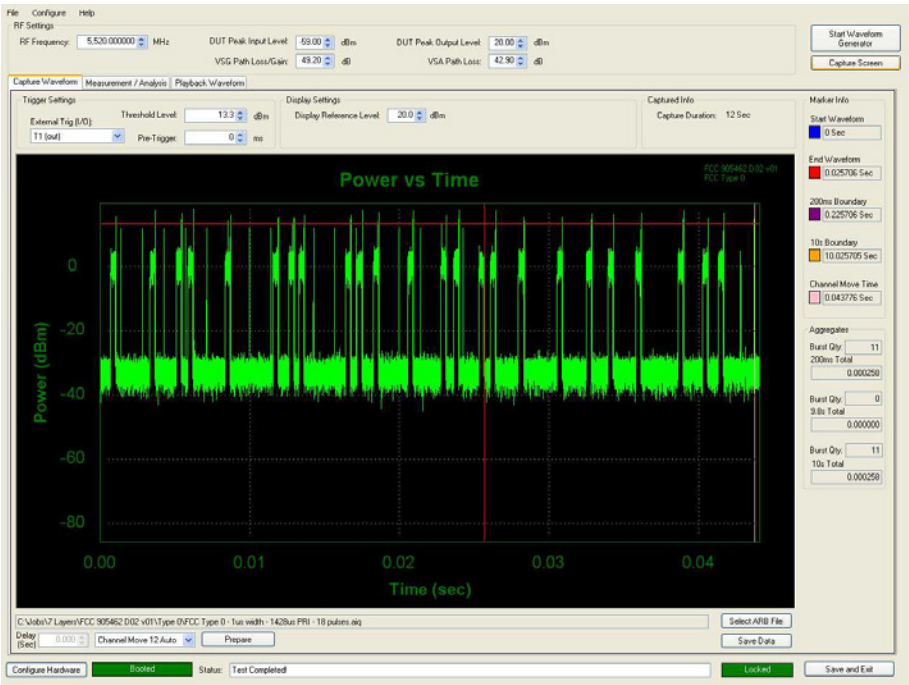 File Configure Help
RF Settings
RF Frequency: 5,520.000000 MHz DUT Peak Input Level: -59.00 dBm DUT Peak Output Level: 20.00 dBm
VSG Path Loss/Gain: 49.20 dB VSA Path Loss: 42.90 dB
Start Waveform Generator
Capture Screen
Capture Waveform Measurement / Analysis Playback Waveform
Trigger Settings
External Trig (I/O): Threshold Level: 13.3 dBm
T1 (out) Pre-Trigger: 0 ms
Display Settings
Display Reference Level: 20.0 dBm
Captured Info
Capture Duration: 12 Sec
Power vs Time
FCC 905462 D02 v01
FCC Type 0
0
-20
-40
-60
-80
Power (dBm)
0.00 0.01 0.02 0.03 0.04
Time (sec)
Marker Info
Start Waveform
0 Sec
End Waveform
0.025706 Sec
200ms Boundary
0.225706 Sec
10s Boundary
10.025705 Sec
Channel Move Time
0.043776 Sec
Aggregates
Burst Qty: 11
200ms Total
0.000258
Burst Qty: 0
9.8s Total
0.000000
Burst Qty: 11
10s Total
0.000258
C:\Jobs\7 Layers\FCC 905462 D02 v01\Type 0\FCC Type 0 - 1us width - 1428us PRI - 18 pulses.aiq
Select ARB File
Delay (Sec) 0.000 Channel Move 12 Auto Prepare
Save Data
Configure Hardware Booted Status: Test Completed! Locked Save and Exit